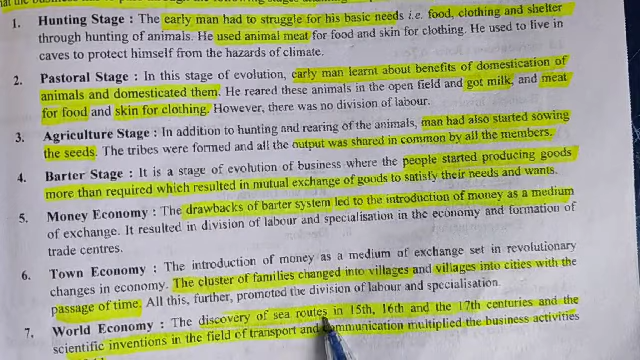 1. Hunting Stage : The early man had to struggle for his basic needs i.e. food, clothing and shelter
through hunting of animals. He used animal meat for food and skin for clothing. He used to live in
caves to protect himself from the hazards of climate.
2. Pastoral Stage : In this stage of evolution, early man learnt about benefits of domestication of
animals and domesticated them. He reared these animals in the open field and got milk, and meat
for food and skin for clothing. However, there was no division of labour.
3. Agriculture Stage : In addition to hunting and rearing of the animals, man had also started sowing
the seeds. The tribes were formed and all the output was shared in common by all the members.
4. Barter Stage : It is a stage of evolution of business where the people started producing goods
more than required which resulted in mutual exchange of goods to satisfy their needs and wants.
5. Money Economy : The drawbacks of barter system led to the introduction of money as a medium
of exchange. It resulted in division of labour and specialisation in the economy and formation of
trade centres.
6. Town Economy : The introduction of money as a medium of exchange set in revolutionary
changes in economy. The cluster of families changed into villages and villages into cities with the
passage of time. All this, further, promoted the division of labour and specialisation.
7. World Economy : The discovery of sea routes in 15th, 16th and the 17th centuries and the
scientific inventions in the field of transport and communication multiplied the business activities